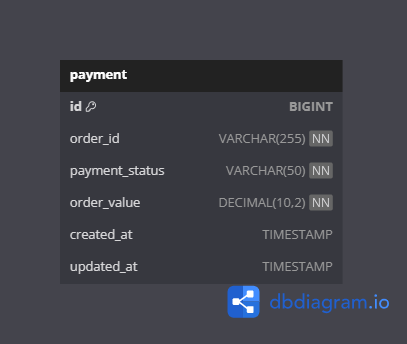 payment
id BIGINT
order_id VARCHAR(255) NN
payment_status VARCHAR(50) NN
order_value DECIMAL(10,2) NN
created_at TIMESTAMP
updated_at TIMESTAMP
dbdiagram.io